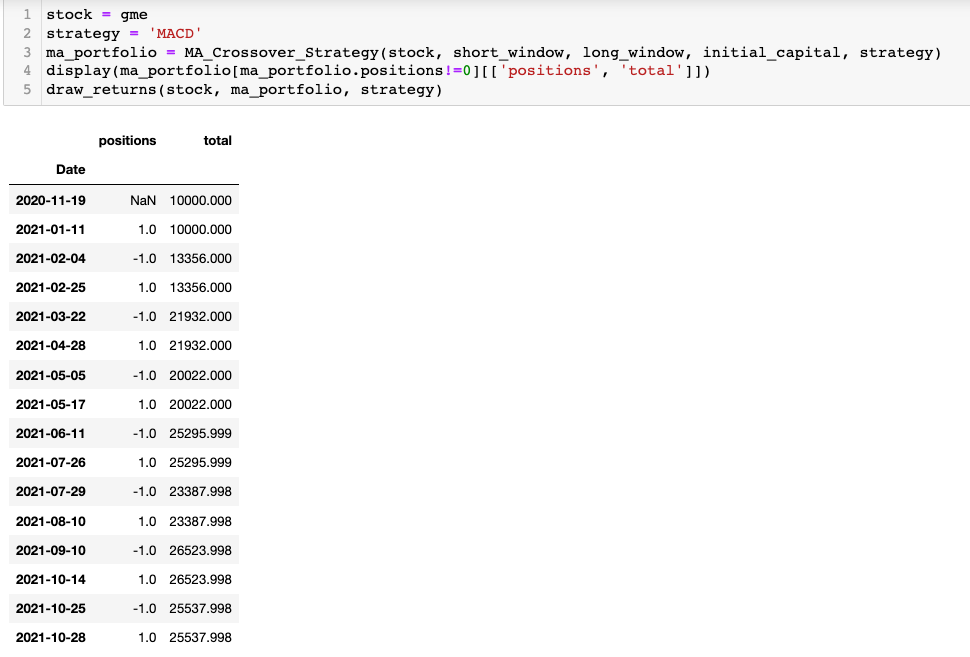 1 stock = gme
2 strategy = 'MACD'
3 ma_portfolio = MA_Crossover_Strategy(stock, short_window, long_window, initial_capital, strategy)
4 display(ma_portfolio[ma_portfolio.positions!=0][['positions', 'total']])
5 draw_returns(stock, ma_portfolio, strategy)
positions total
Date
2020-11-19 NaN 10000.000
2021-01-11 1.0 10000.000
2021-02-04 -1.0 13356.000
2021-02-25 1.0 13356.000
2021-03-22 -1.0 21932.000
2021-04-28 1.0 21932.000
2021-05-05 -1.0 20022.000
2021-05-17 1.0 20022.000
2021-06-11 -1.0 25295.999
2021-07-26 1.0 25295.999
2021-07-29 -1.0 23387.998
2021-08-10 1.0 23387.998
2021-09-10 -1.0 26523.998
2021-10-14 1.0 26523.998
2021-10-25 -1.0 25537.998
2021-10-28 1.0 25537.998